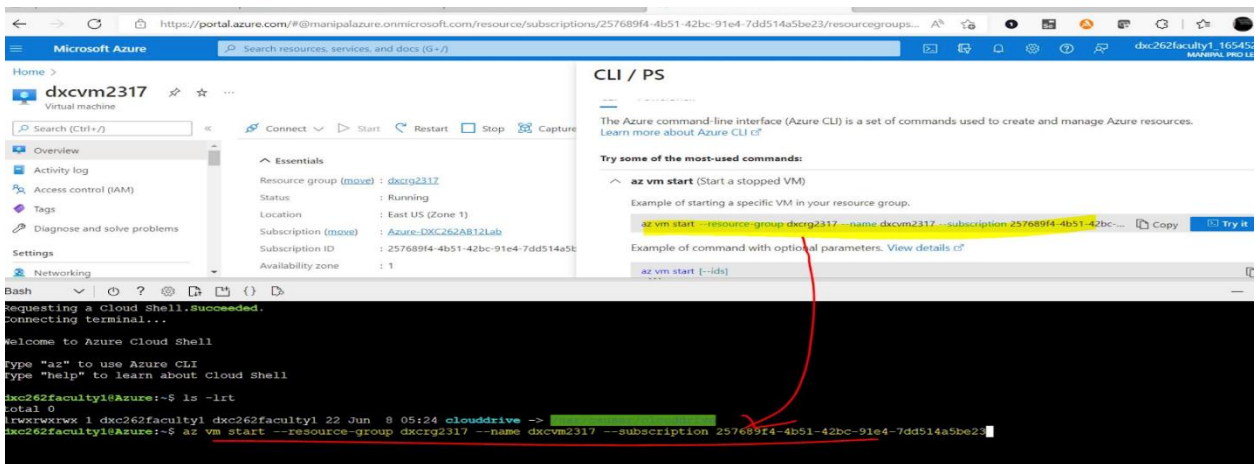 https://portal.azure.com/#@manipalazure.onmicrosoft.com/resource/subscriptions/257689f4-4b51-42bc-91e4-7dd514a5be23/resourcegroups...
Microsoft Azure
Search resources, services, and docs (G+/)
dxc262faculty1_165452
MANIPAL PRO LE
Home >
dxcvm2317
Virtual machine
Search (Ctrl+/)
Overview
Activity log
Access control (IAM)
Tags
Diagnose and solve problems
Settings
Networking
Connect
Start
Restart
Stop
Capture
Essentials
Resource group (move) : dxcrg2317
Status : Running
Location : East US (Zone 1)
Subscription (move) : Azure-DXC262AB12Lab
Subscription ID : 257689f4-4b51-42bc-91e4-7dd514a5b
Availability zone : 1
CLI / PS
The Azure command-line interface (Azure CLI) is a set of commands used to create and manage Azure resources.
Learn more about Azure CLI
Try some of the most-used commands:
az vm start (Start a stopped VM)
Example of starting a specific VM in your resource group.
az vm start --resource-group dxcrg2317 --name dxcvm2317 --subscription 257689f4-4b51-42bc-...
Copy
Try it
Example of command with optional parameters. View details
az vm start [--ids]
Bash
Requesting a Cloud Shell.Succeeded.
Connecting terminal...
Welcome to Azure Cloud Shell
Type "az" to use Azure CLI
Type "help" to learn about Cloud Shell
dxc262faculty1@Azure:~$ ls -lrt
total 0
lrwxrwxrwx 1 dxc262faculty1 dxc262faculty1 22 Jun 8 05:24 clouddrive ->
dxc262faculty1@Azure:~$ az vm start --resource-group dxcrg2317 --name dxcvm2317 --subscription 257689f4-4b51-42bc-91e4-7dd514a5be23